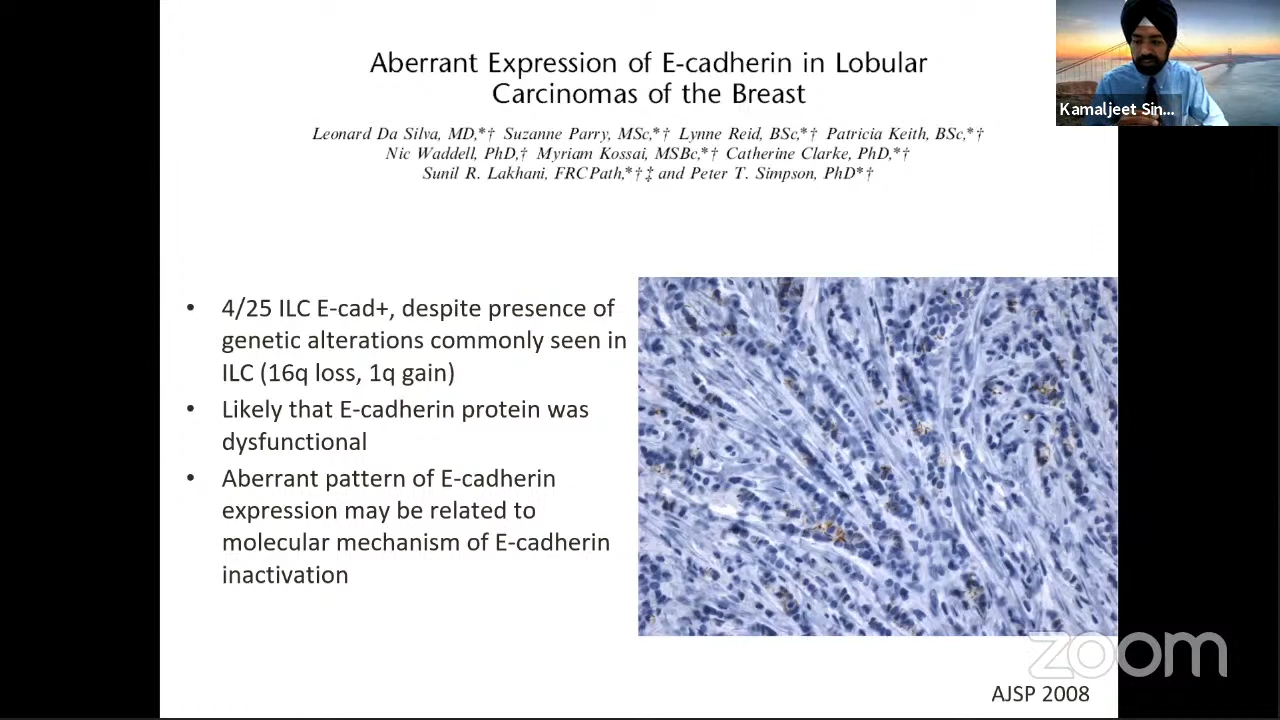 Aberrant Expression of E-cadherin in Lobular
Carcinomas of the Breast
Leonard Da Silva, MD,*† Suzanne Parry, MSc,*† Lynne Reid, BSc,*† Patricia Keith, BSc,*†
Nic Waddell, PhD,† Myriam Kossai, MSBc,*† Catherine Clarke, PhD,*†
Sunil R. Lakhani, FRCPath,*†‡ and Peter T. Simpson, PhD*†
Kamaljeet Sin...
• 4/25 ILC E-cad+, despite presence of
genetic alterations commonly seen in
ILC (16q loss, 1q gain)
• Likely that E-cadherin protein was
dysfunctional
• Aberrant pattern of E-cadherin
expression may be related to
molecular mechanism of E-cadherin
inactivation
zoom
AJSP 2008